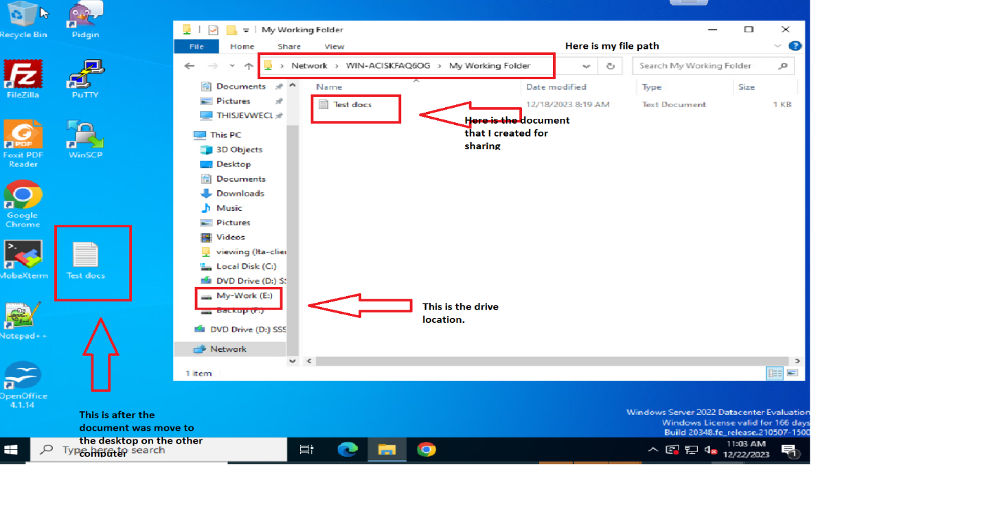 Recycle Bin
Pidgin
FileZilla
PuTTY
Foxit PDF
Reader
WinSCP
Google
Chrome
MobaXterm
Test docs
Notepad++
OpenOffice
4.1.14
This is after the
document was move to
the desktop on the other
computer
My Working Folder
File Home Share View
Here is my file path
Network › WIN-ACISKFAQ6OG › My Working Folder
Search My Working Folder
Documents
Pictures
THISJEVWECL
This PC
3D Objects
Desktop
Documents
Downloads
Music
Pictures
Videos
viewing (lta-clien
Local Disk (C:)
DVD Drive (D:) S:
My-Work (E:)
Backup (F:)
DVD Drive (D:) SSS
Network
Name Date modified Type Size
Test docs 12/18/2023 8:19 AM Text Document 1 KB
Here is the document
that I created for
sharing
This is the drive
location.
1 item
Windows Server 2022 Datacenter Evaluation
Windows License valid for 166 days
Build 20348.fe_release.210507-1500
Type here to search
11:03 AM
12/22/2023
1